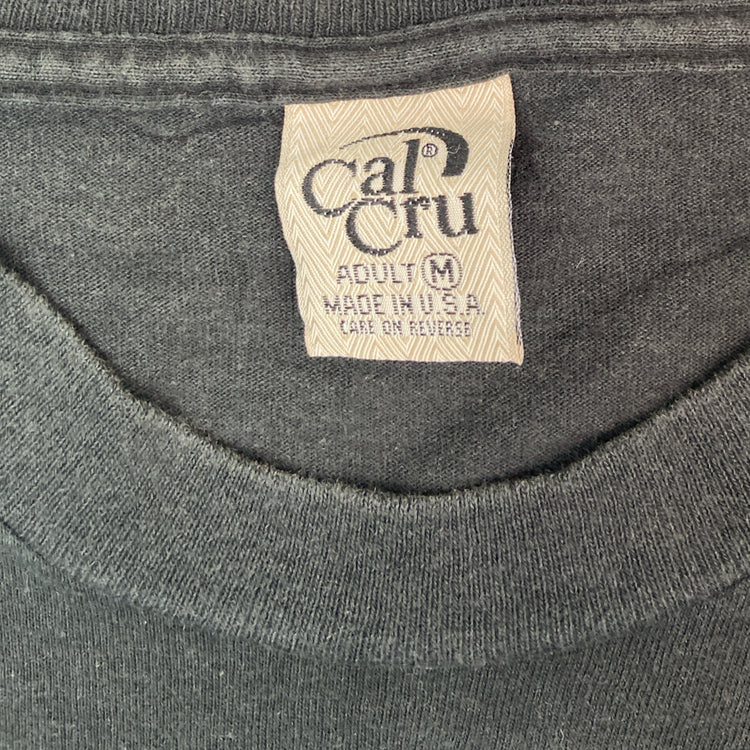 Cal®
Cru
ADULT M
MADE IN U.S.A.
CARE ON REVERSE